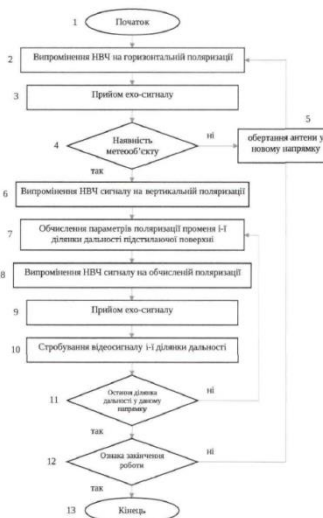 1 Початок
2 Випромінення НВЧ на горизонтальній поляризації
3 Прийом ехо-сигналу
4 Наявність
метеооб'єкту
ні
5
обертання антени у
новому напрямку
так
6 Випромінення НВЧ сигналу на вертикальній поляризації
7 Обчислення параметрів поляризації променя і-ї
ділянки дальності підстилаючої поверхні
8 Випромінення НВЧ сигналу на обчисленій поляризації
9 Прийом ехо-сигналу
10 Стробування відеосигналу і-ї ділянки дальності
11 Остання ділянка
дальності у даному
напрямку
ні
так
12 Ознака закінчення
роботи
ні
так
13 Кінець